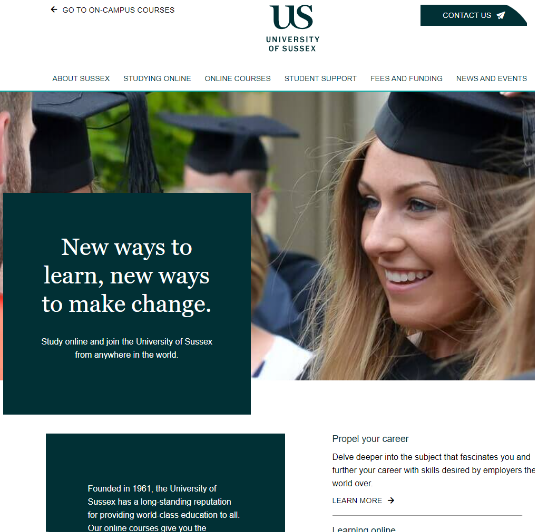 GO TO ON-CAMPUS COURSES
US
UNIVERSITY
OF SUSSEX
CONTACT US
ABOUT SUSSEX STUDYING ONLINE ONLINE COURSES STUDENT SUPPORT FEES AND FUNDING NEWS AND EVENTS
New ways to
learn, new ways
to make change.
Study online and join the University of Sussex
from anywhere in the world.
Founded in 1961, the University of
Sussex has a long-standing reputation
for providing world class education to all.
Our online courses give you the
Propel your career
Delve deeper into the subject that fascinates you and
further your career with skills desired by employers the
world over
LEARN MORE
Learning online